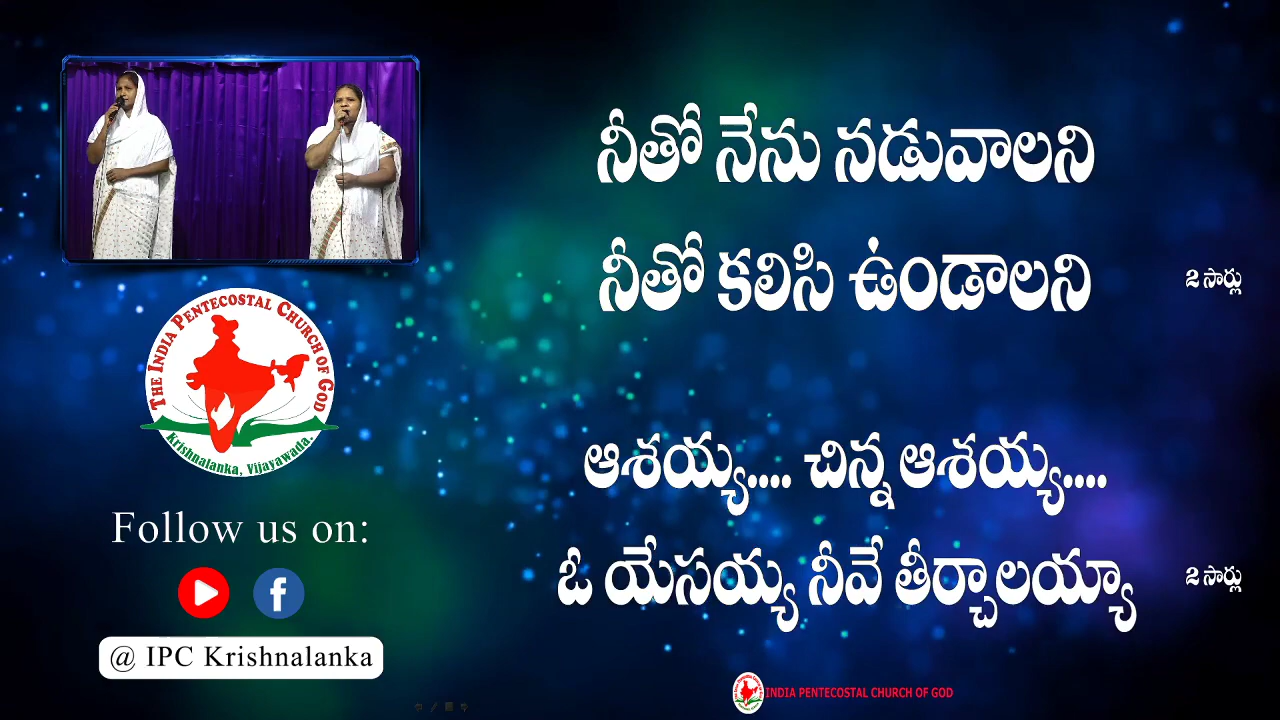 నీతో నేను నడువాలని
నీతో కలిసి ఉండాలని 2 సార్లు
ఆశయ్య.... చిన్న ఆశయ్య....
ఓ యేసయ్య నీవే తీర్చాలయ్యా 2 సార్లు
THE INDIA PENTECOSTAL CHURCH OF GOD
Krishnalanka, Vijayawada.
Follow us on:
@ IPC Krishnalanka
INDIA PENTECOSTAL CHURCH OF GOD